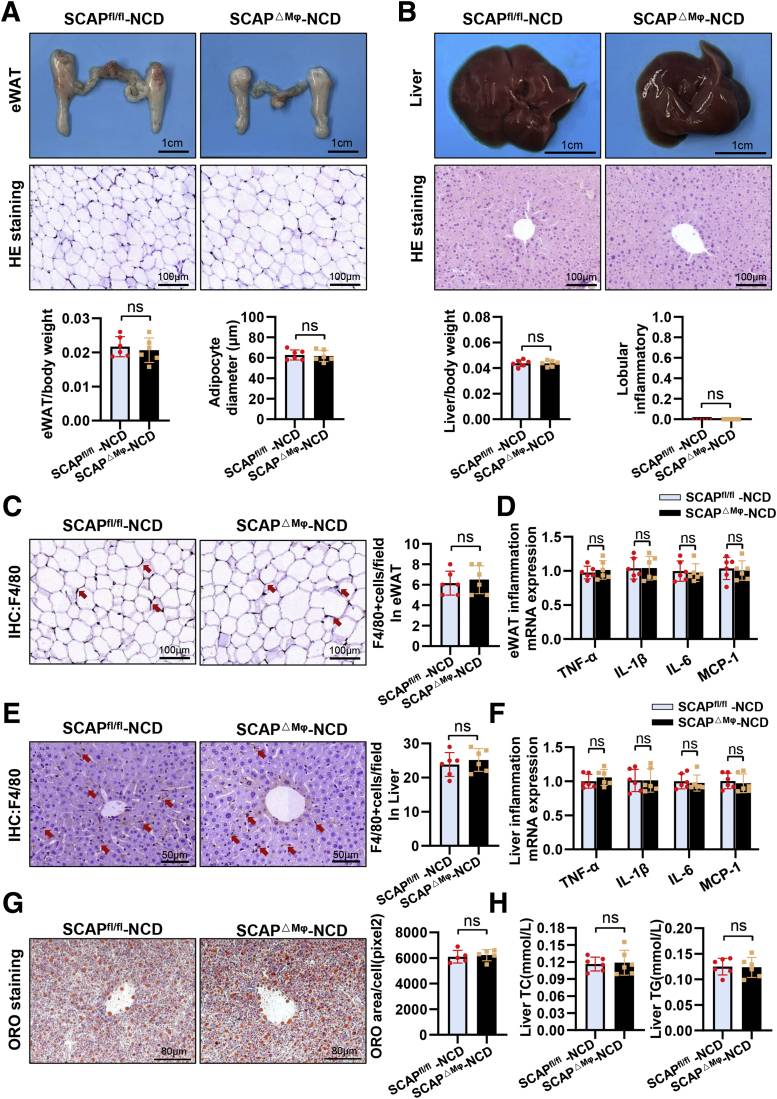 A
SCAPfl/fl-NCD
SCAP△Mφ-NCD
eWAT
1cm
1cm
HE staining
100μm
100μm
eWAT/body weight
0.03
0.02
0.01
0.00
ns
SCAPfl/fl -NCD
SCAP△Mφ-NCD
Adipocyte
diameter (μm)
100
80
60
40
20
0
ns
SCAPfl/fl -NCD
SCAP△Mφ-NCD
B
SCAPfl/fl-NCD
SCAP△Mφ-NCD
Liver
1cm
1cm
HE staining
100μm
100μm
Liver/body weight
0.08
0.06
0.04
0.02
0.00
ns
SCAPfl/fl -NCD
SCAP△Mφ-NCD
Lobular
inflammatory
1.0
0.8
0.6
0.4
0.2
0.0
ns
SCAPfl/fl -NCD
SCAP△Mφ-NCD
C
SCAPfl/fl-NCD
SCAP△Mφ-NCD
IHC:F4/80
100μm
100μm
F4/80+cells/field
In eWAT
10
8
6
4
2
0
ns
SCAPfl/fl -NCD
SCAP△Mφ-NCD
D
SCAPfl/fl -NCD
SCAP△Mφ-NCD
eWAT inflammation
mRNA expression
2.0
1.5
1.0
0.5
0.0
ns
ns
ns
ns
TNF-α
IL-1β
IL-6
MCP-1
E
SCAPfl/fl-NCD
SCAP△Mφ-NCD
IHC:F4/80
50μm
50μm
F4/80+cells/field
In Liver
30
20
10
0
ns
SCAPfl/fl -NCD
SCAP△Mφ-NCD
F
SCAPfl/fl -NCD
SCAP△Mφ-NCD
Liver inflammation
mRNA expression
2.0
1.5
1.0
0.5
0.0
ns
ns
ns
ns
TNF-α
IL-1β
IL-6
MCP-1
G
SCAPfl/fl-NCD
SCAP△Mφ-NCD
ORO staining
80μm
80μm
ORO area/cell(pixel2)
8000
6000
4000
2000
0
ns
SCAPfl/fl -NCD
SCAP△Mφ-NCD
H
Liver TC(mmol/L)
0.18
0.15
0.12
0.09
0.06
0.03
0.00
ns
SCAPfl/fl -NCD
SCAP△Mφ-NCD
Liver TG(mmol/L)
0.20
0.15
0.10
0.05
0.00
ns
SCAPfl/fl -NCD
SCAP△Mφ-NCD